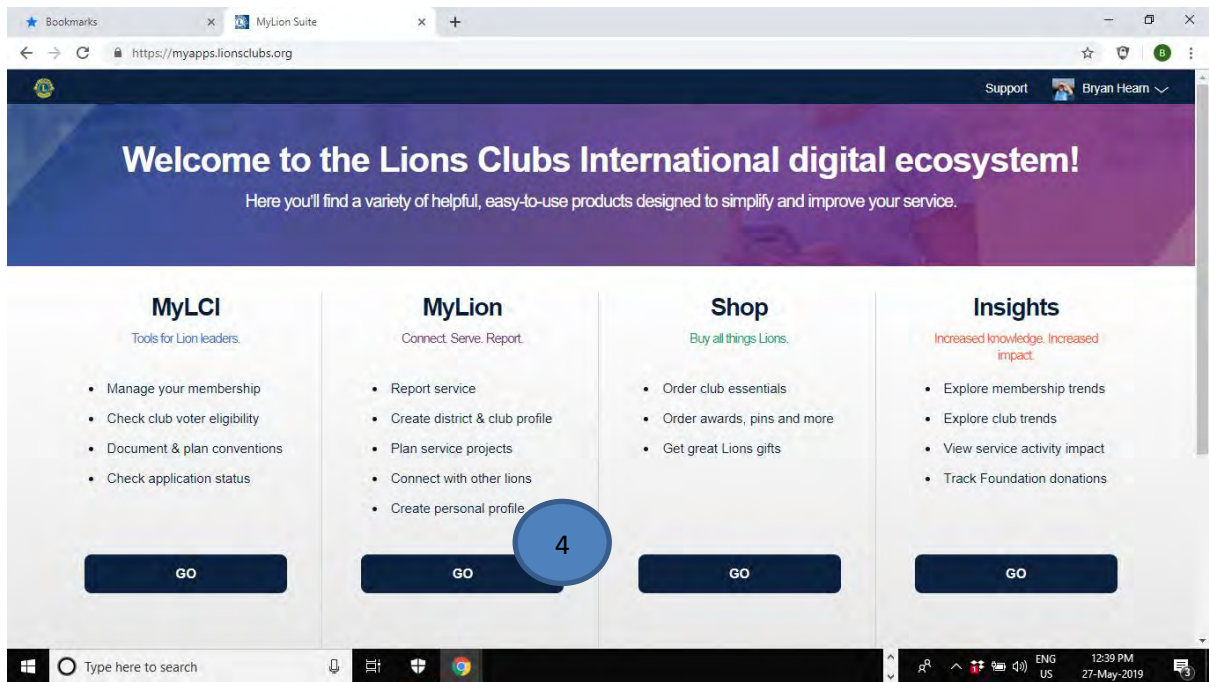 Bookmarks
MyLion Suite
https://myapps.lionsclubs.org
B
Support
Bryan Hearn
Welcome to the Lions Clubs International digital ecosystem!
Here you'll find a variety of helpful, easy-to-use products designed to simplify and improve your service.
MyLCI
Tools for Lion leaders.
• Manage your membership
• Check club voter eligibility
• Document & plan conventions
• Check application status
GO
MyLion
Connect. Serve. Report.
• Report service
• Create district & club profile
• Plan service projects
• Connect with other lions
• Create personal profile
4
GO
Shop
Buy all things Lions.
• Order club essentials
• Order awards, pins and more
• Get great Lions gifts
GO
Insights
Increased knowledge. Increased
impact.
• Explore membership trends
• Explore club trends
• View service activity impact
• Track Foundation donations
GO
Type here to search
ENG
US
12:39 PM
27-May-2019
3